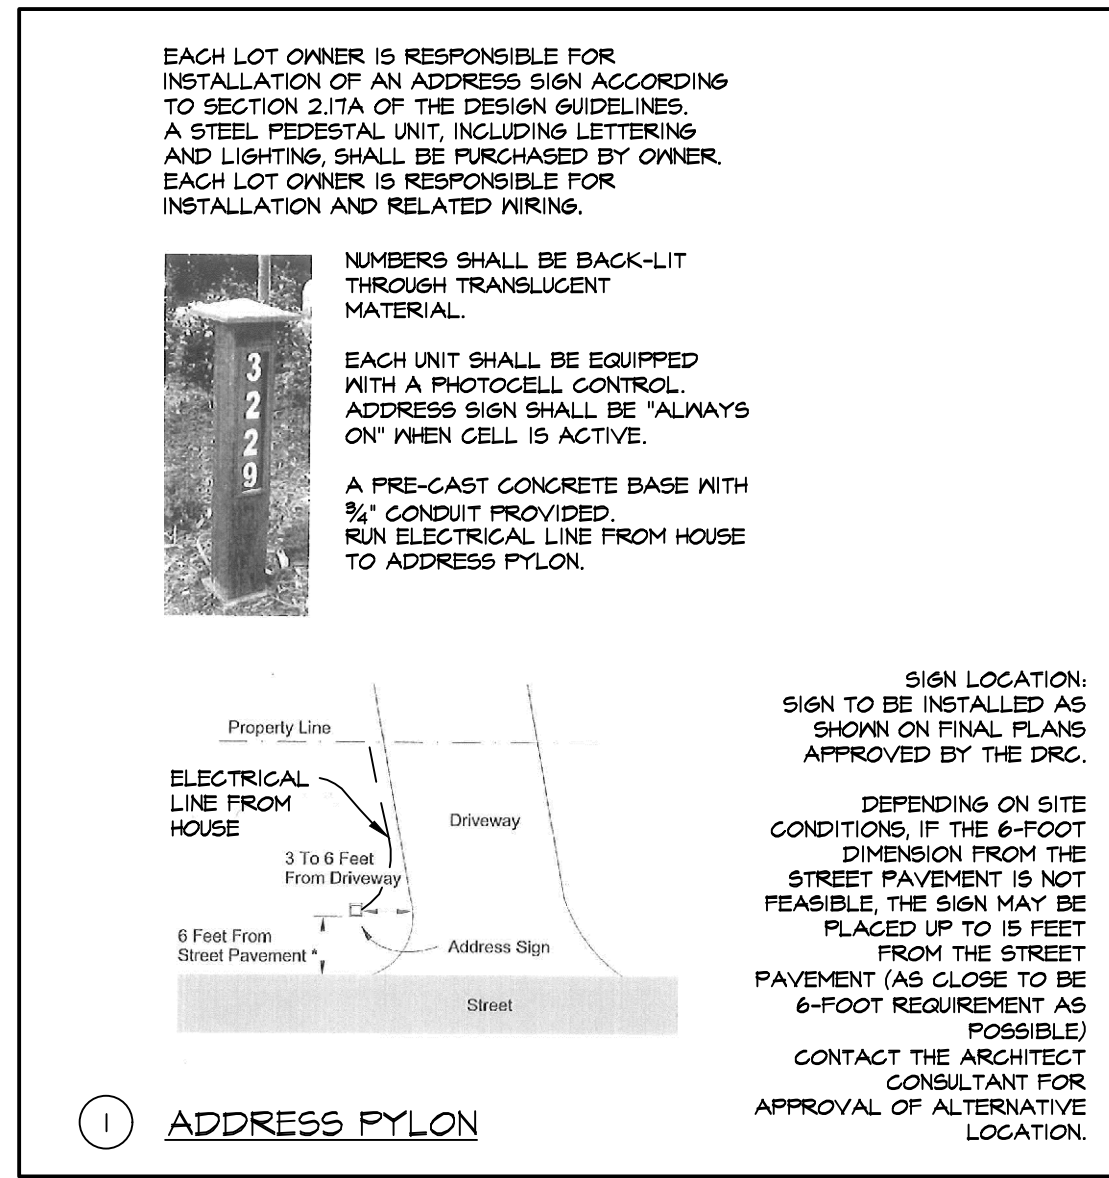 EACH LOT OWNER IS RESPONSIBLE FOR
INSTALLATION OF AN ADDRESS SIGN ACCORDING
TO SECTION 2.17A OF THE DESIGN GUIDELINES.
A STEEL PEDESTAL UNIT, INCLUDING LETTERING
AND LIGHTING, SHALL BE PURCHASED BY OWNER.
EACH LOT OWNER IS RESPONSIBLE FOR
INSTALLATION AND RELATED WIRING.
3
2
2
9
NUMBERS SHALL BE BACK-LIT
THROUGH TRANSLUCENT
MATERIAL.
EACH UNIT SHALL BE EQUIPPED
WITH A PHOTOCELL CONTROL.
ADDRESS SIGN SHALL BE "ALWAYS
ON" WHEN CELL IS ACTIVE.
A PRE-CAST CONCRETE BASE WITH
¾" CONDUIT PROVIDED.
RUN ELECTRICAL LINE FROM HOUSE
TO ADDRESS PYLON.
Property Line
ELECTRICAL
LINE FROM
HOUSE
Driveway
3 To 6 Feet
From Driveway
6 Feet From
Street Pavement *
Address Sign
Street
SIGN LOCATION:
SIGN TO BE INSTALLED AS
SHOWN ON FINAL PLANS
APPROVED BY THE DRC.
DEPENDING ON SITE
CONDITIONS, IF THE 6-FOOT
DIMENSION FROM THE
STREET PAVEMENT IS NOT
FEASIBLE, THE SIGN MAY BE
PLACED UP TO 15 FEET
FROM THE STREET
PAVEMENT (AS CLOSE TO BE
6-FOOT REQUIREMENT AS
POSSIBLE)
CONTACT THE ARCHITECT
CONSULTANT FOR
APPROVAL OF ALTERNATIVE
LOCATION.
1 ADDRESS PYLON